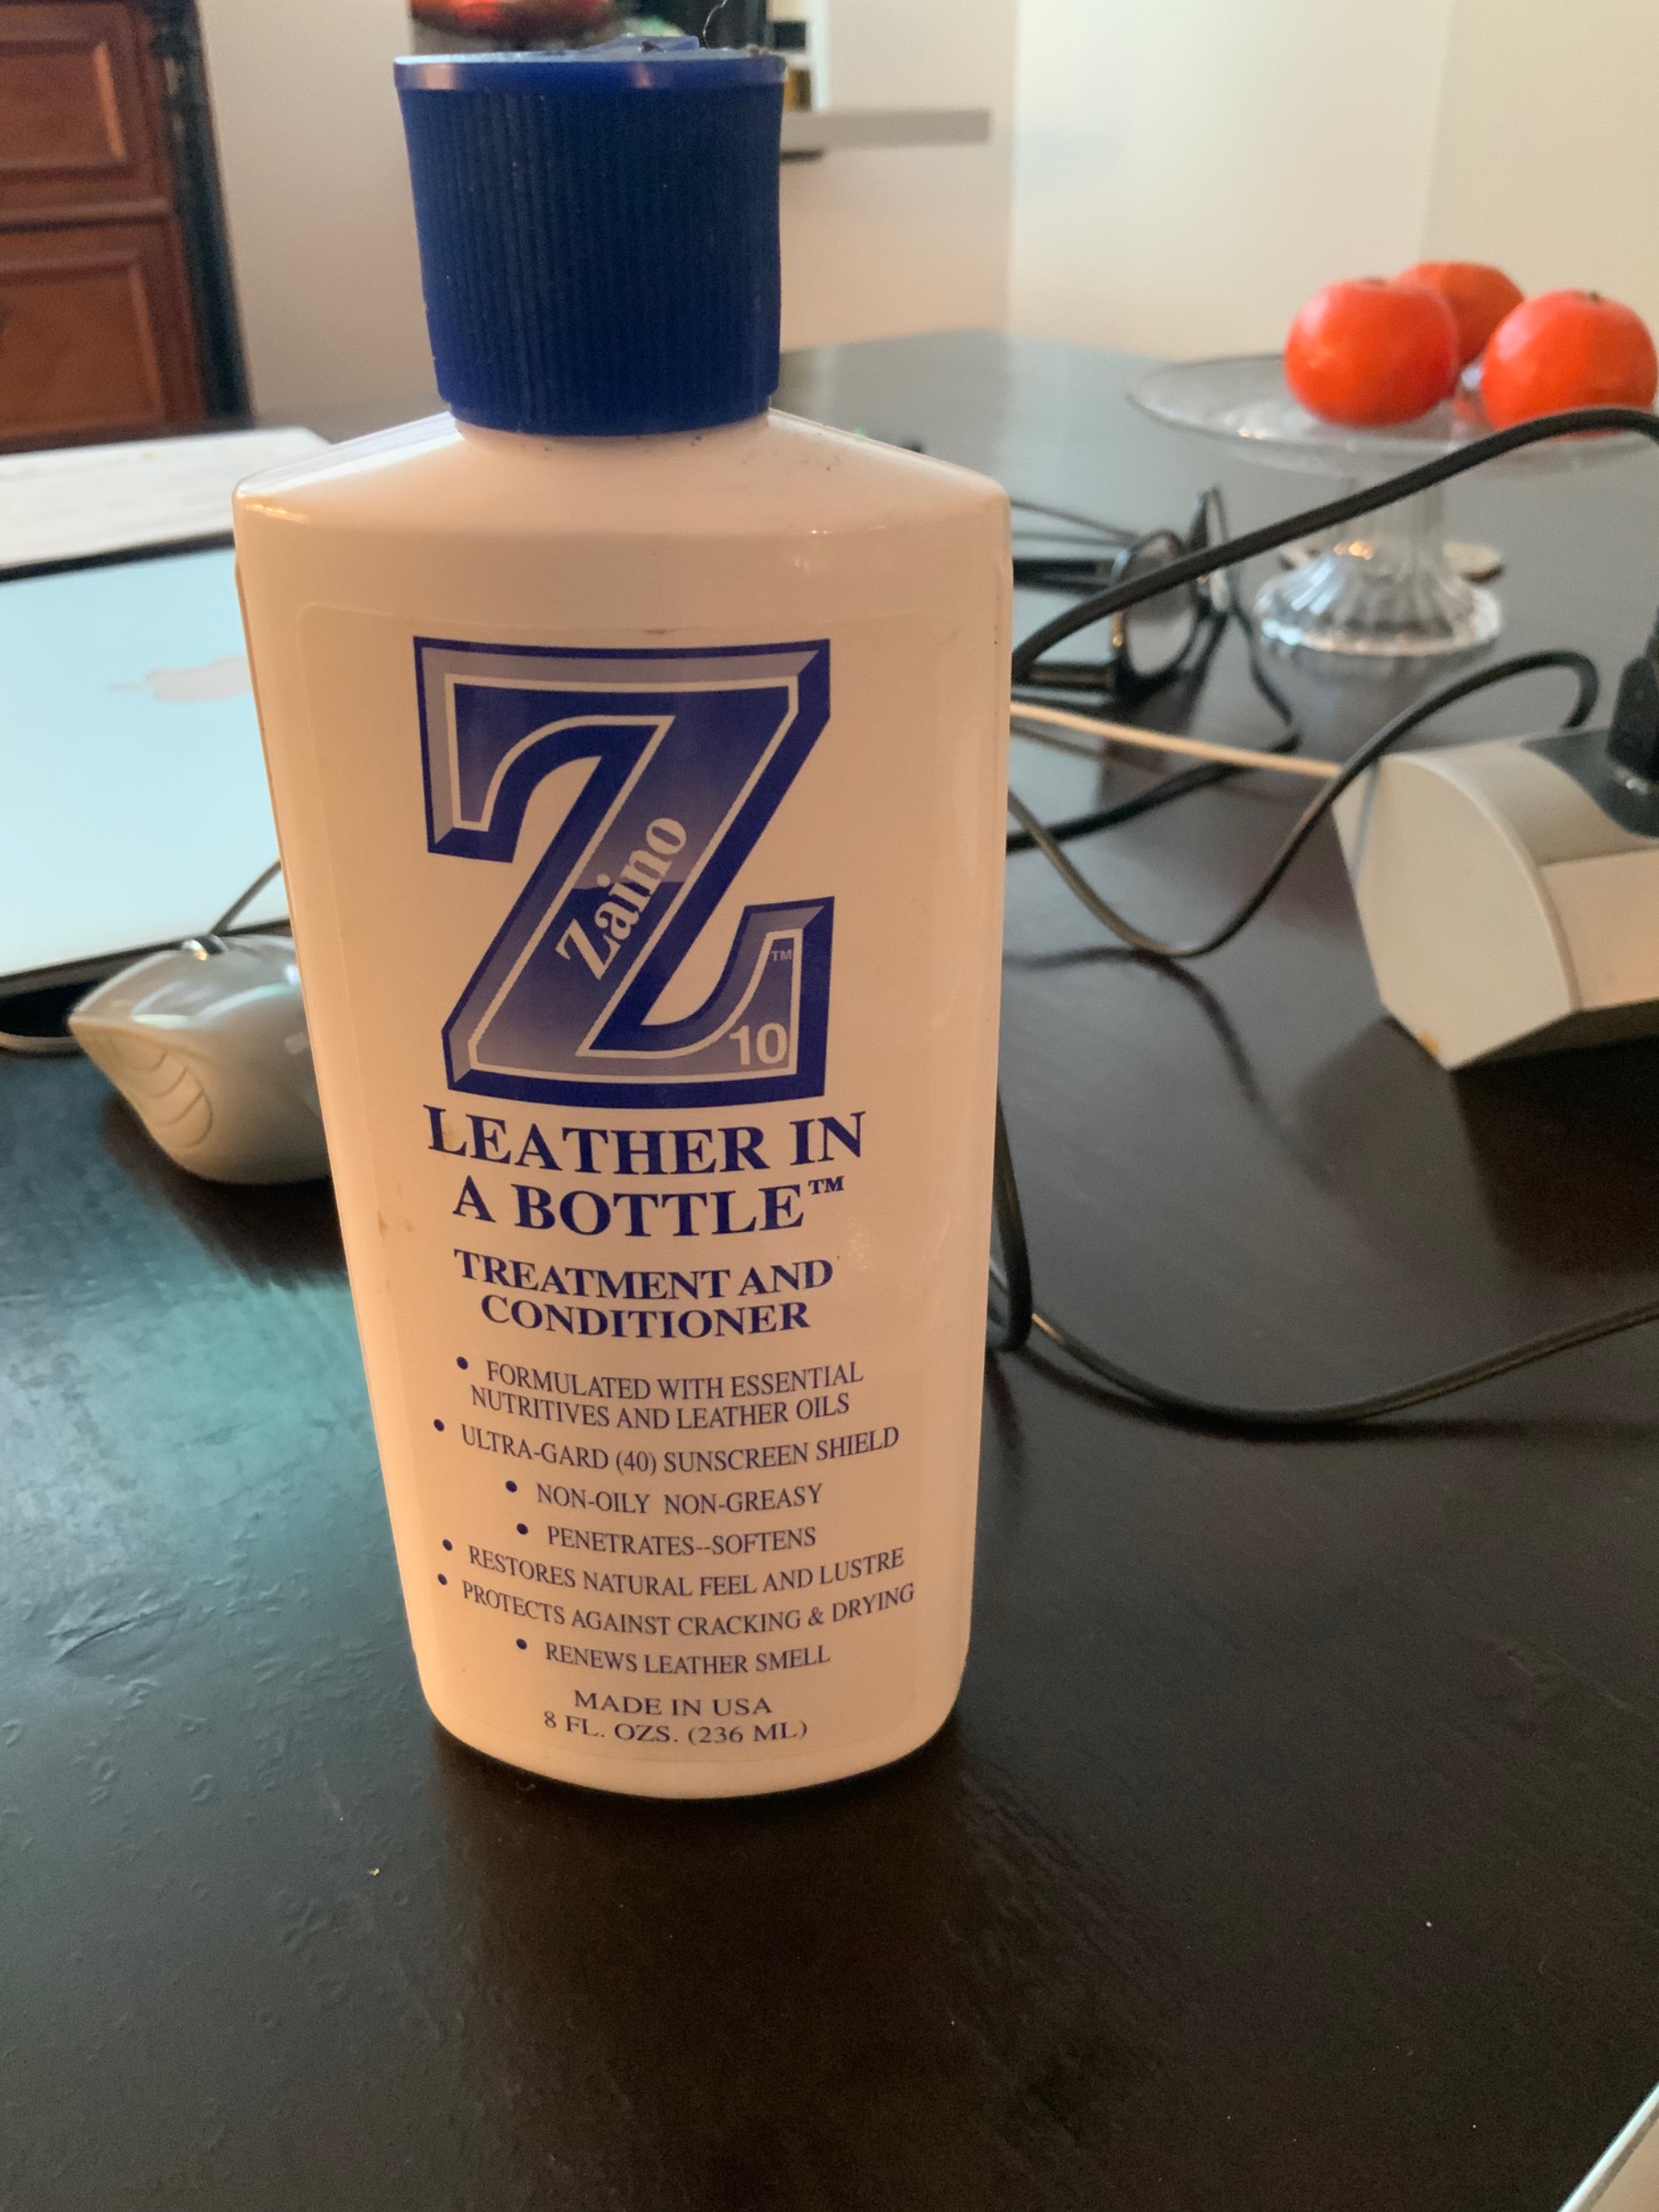 Zaino
™
10
LEATHER IN
A BOTTLE™
TREATMENT AND
CONDITIONER
• FORMULATED WITH ESSENTIAL
NUTRITIVES AND LEATHER OILS
• ULTRA-GARD (40) SUNSCREEN SHIELD
• NON-OILY NON-GREASY
• PENETRATES--SOFTENS
• RESTORES NATURAL FEEL AND LUSTRE
• PROTECTS AGAINST CRACKING & DRYING
• RENEWS LEATHER SMELL
MADE IN USA
8 FL. OZS. (236 ML)